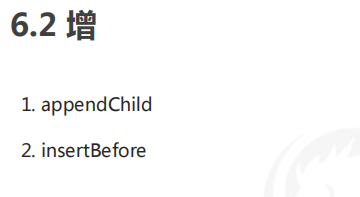 6.2 增
1. appendChild
2. insertBefore